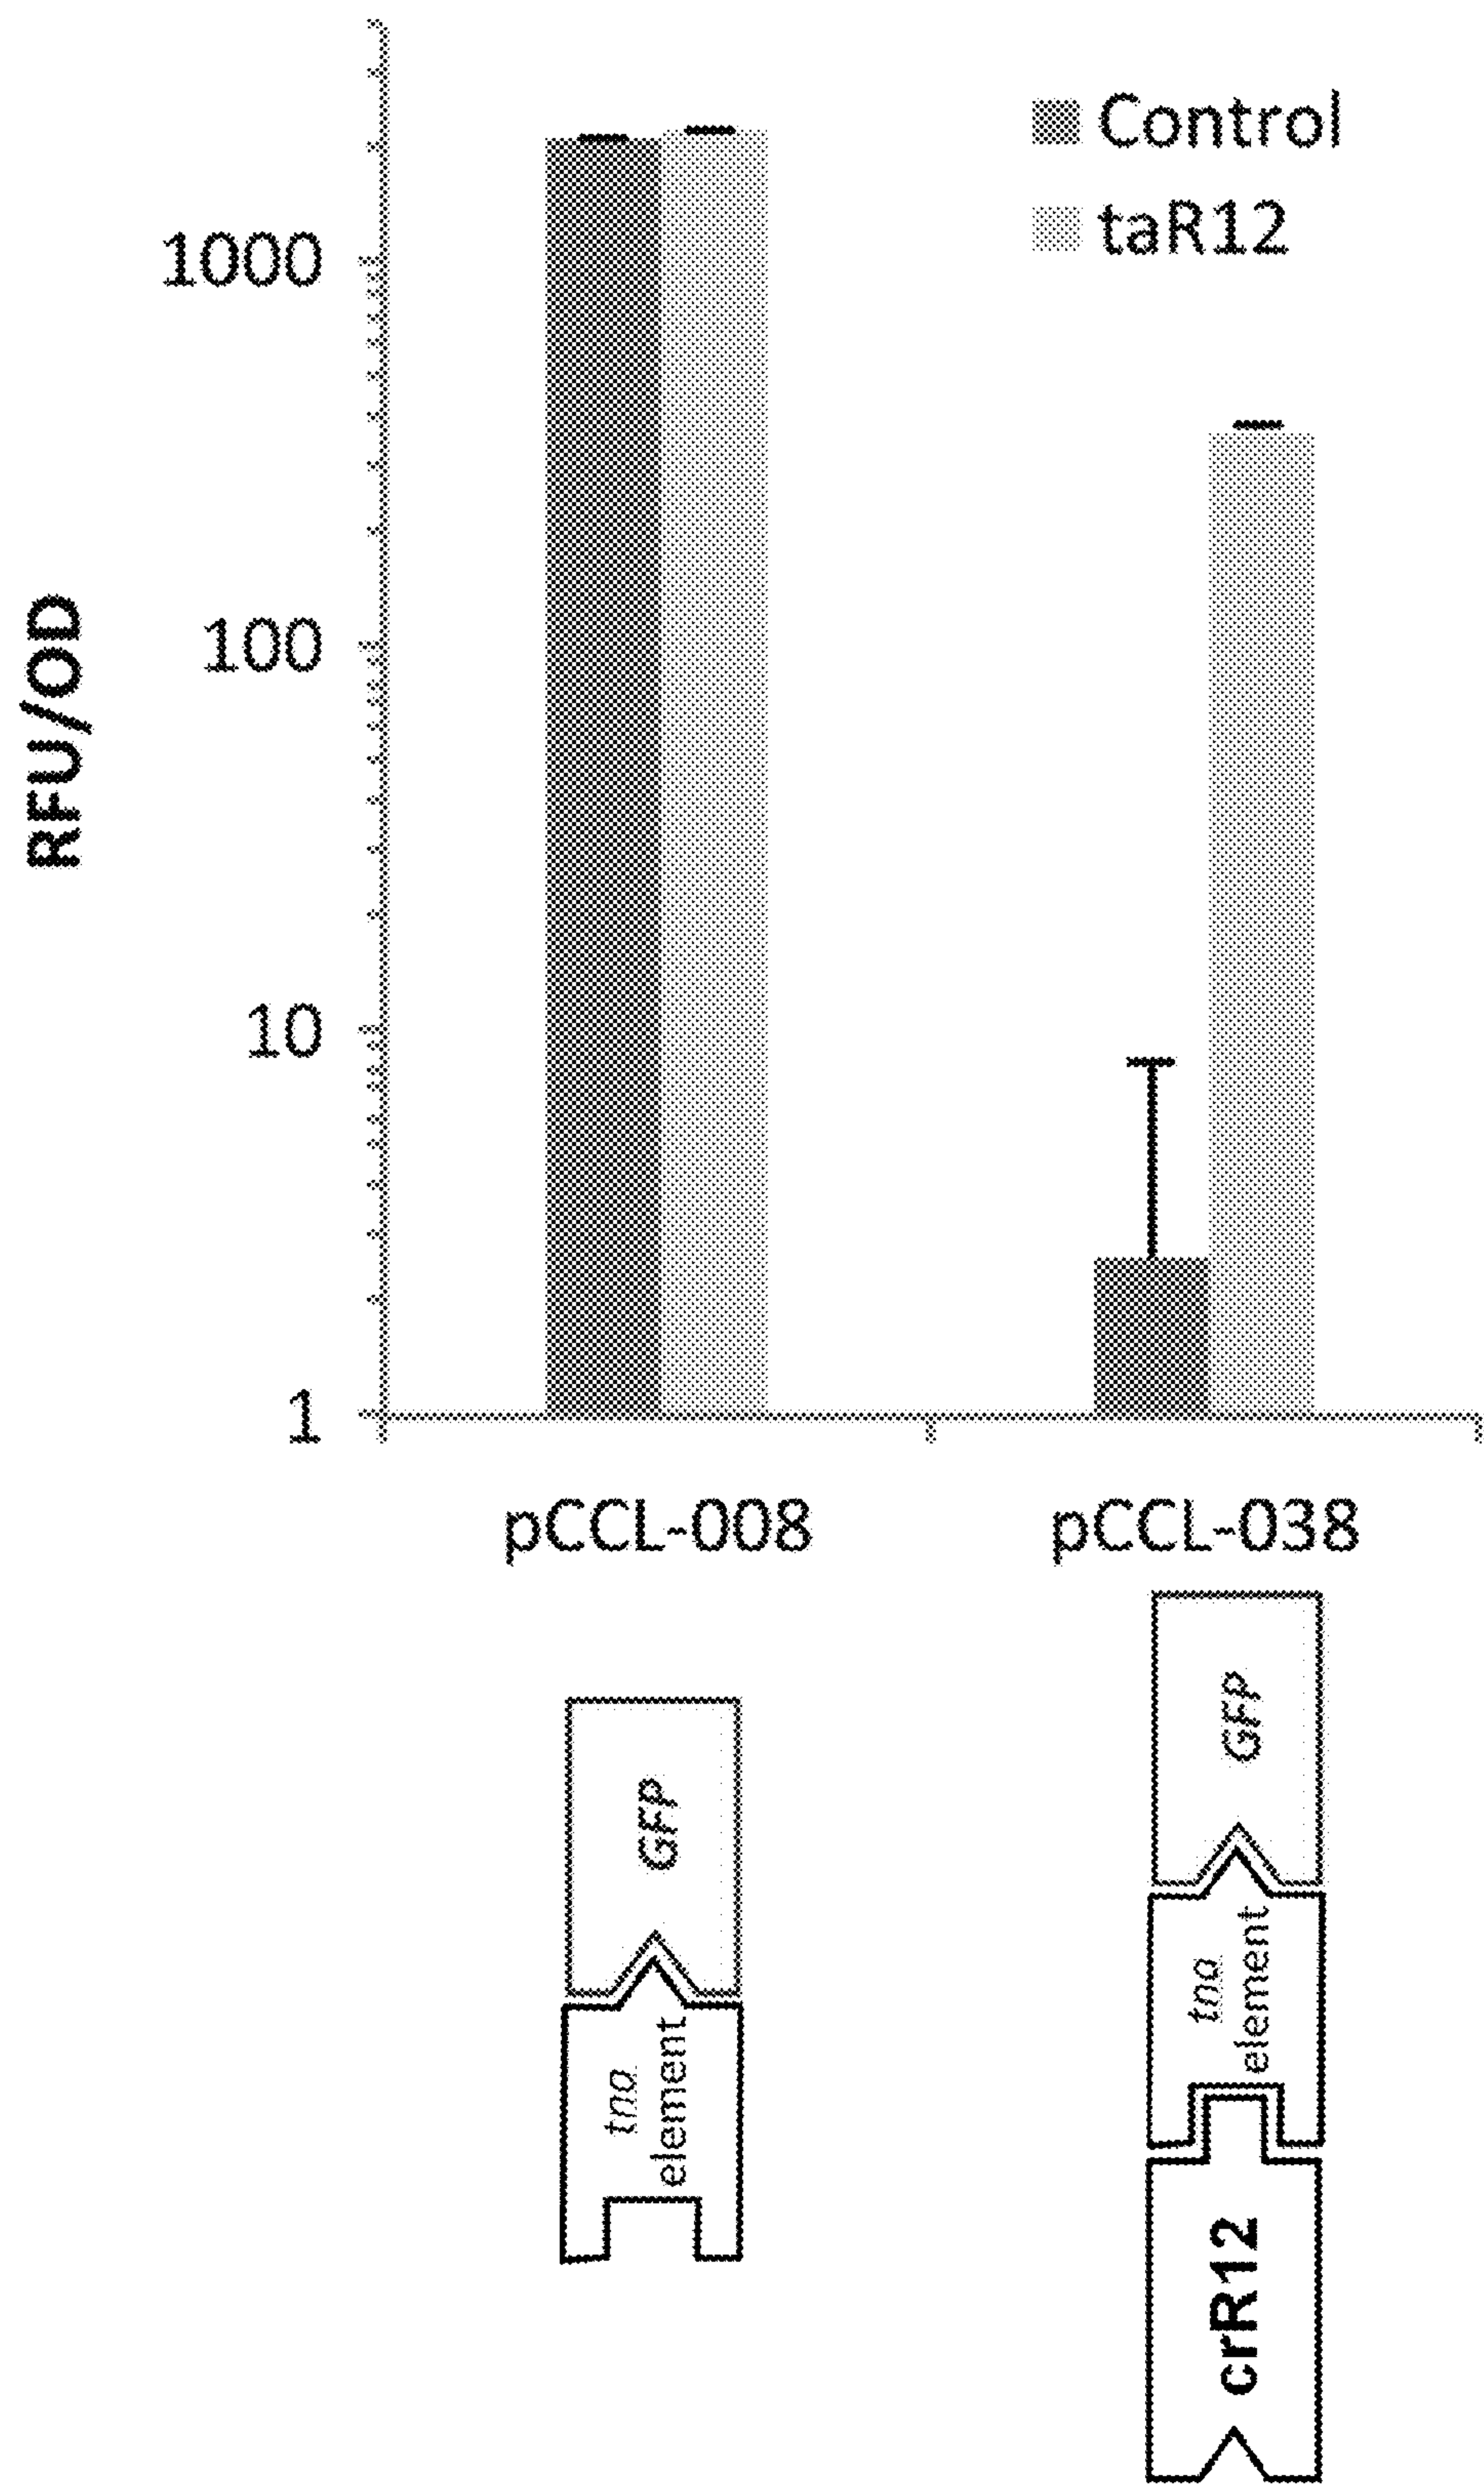 Control
taR12
RFU/OD
1000
100
10
1
pCCL-008
pCCL-038
GFP
tna
element
GFP
tna
element
crR12